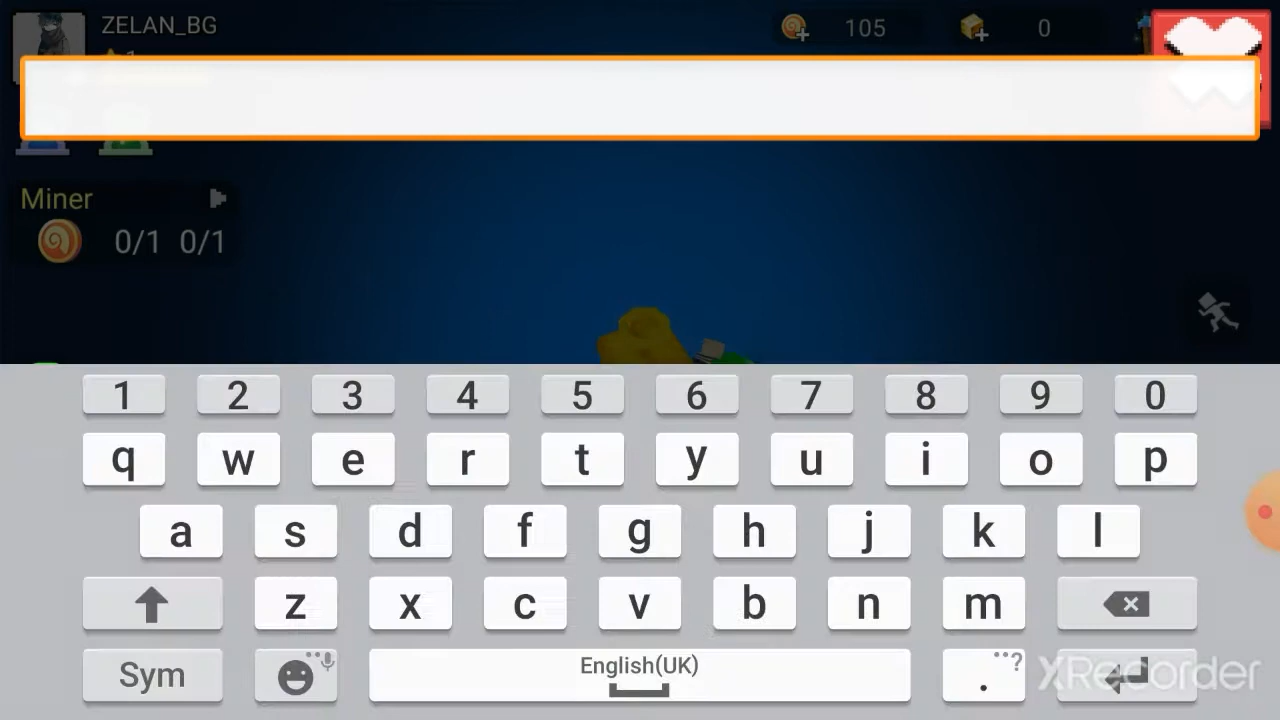 ZELAN_BG
105
0
1
Miner
0/1 0/1
1 2 3 4 5 6 7 8 9 0
q w e r t y u i o p
a s d f g h j k l
z x c v b n m
Sym
English(UK)
. ?
XRecorder